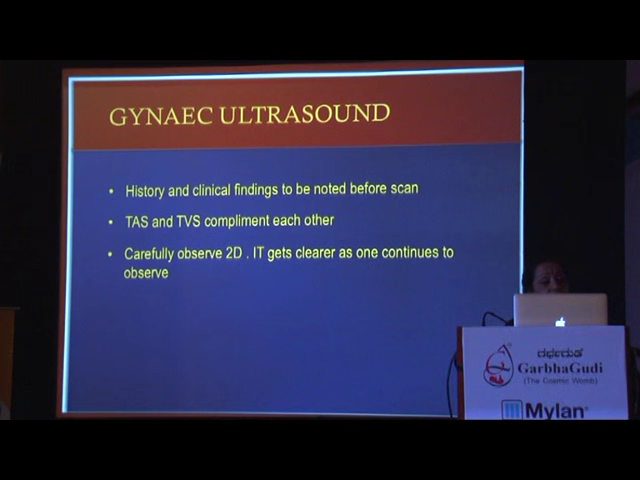 GYNAEC ULTRASOUND
• History and clinical findings to be noted before scan
• TAS and TVS compliment each other
• Carefully observe 2D . IT gets clearer as one continues to
observe
GarbhaGudi
(The Cosmic Womb)
Mylan